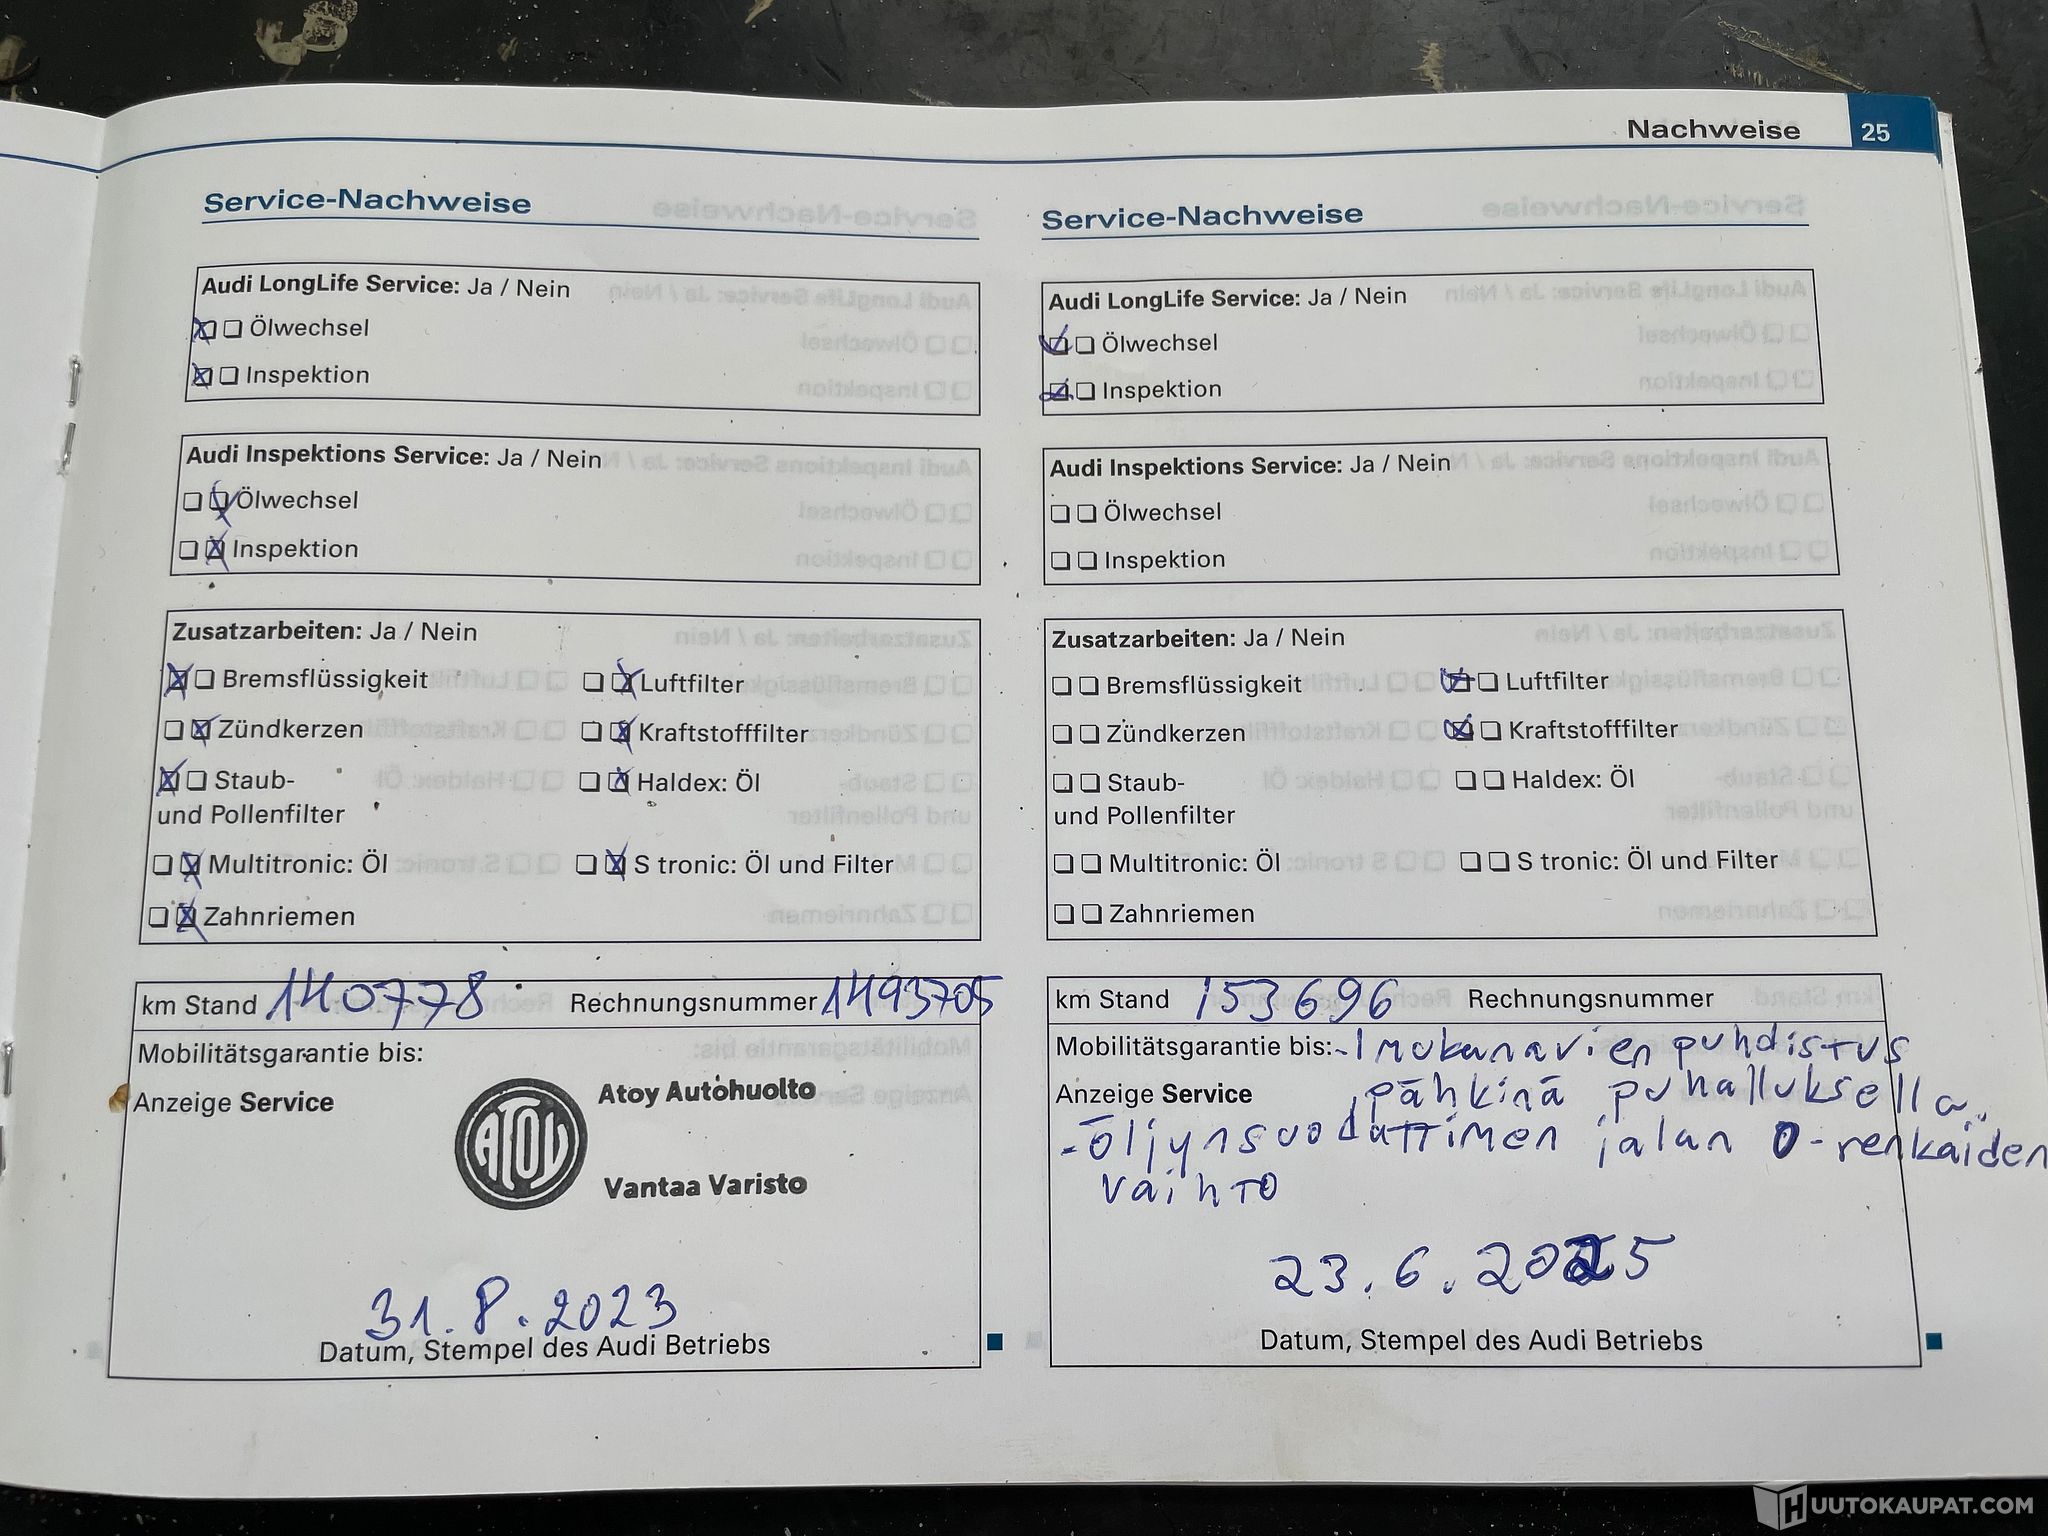 Nachweise 25
Service-Nachweise
Audi LongLife Service: Ja / Nein
Ölwechsel
Inspektion
Audi Inspektions Service: Ja / Nein
Ölwechsel
Inspektion
Zusatzarbeiten: Ja / Nein
Bremsflüssigkeit Luftfilter
Zündkerzen Kraftstofffilter
Staub- Haldex: Öl
und Pollenfilter
Multitronic: Öl S tronic: Öl und Filter
Zahnriemen
km Stand 140778 Rechnungsnummer 1493705
Mobilitätsgarantie bis:
Anzeige Service
ATOY
Atoy Autohuolto
Vantaa Varisto
31.8.2023
Datum, Stempel des Audi Betriebs
Service-Nachweise
Audi LongLife Service: Ja / Nein
Ölwechsel
Inspektion
Audi Inspektions Service: Ja / Nein
Ölwechsel
Inspektion
Zusatzarbeiten: Ja / Nein
Bremsflüssigkeit Luftfilter
Zündkerzen Kraftstofffilter
Staub- Haldex: Öl
und Pollenfilter
Multitronic: Öl S tronic: Öl und Filter
Zahnriemen
km Stand 153696 Rechnungsnummer
Mobilitätsgarantie bis: - Imukanavien puhdistus
Anzeige Service pähkinä puhalluksella.
- öljynsuodattimen jalan O-renkaiden
vaihto
23.6.2025
Datum, Stempel des Audi Betriebs
HUUTOKAUPAT.COM